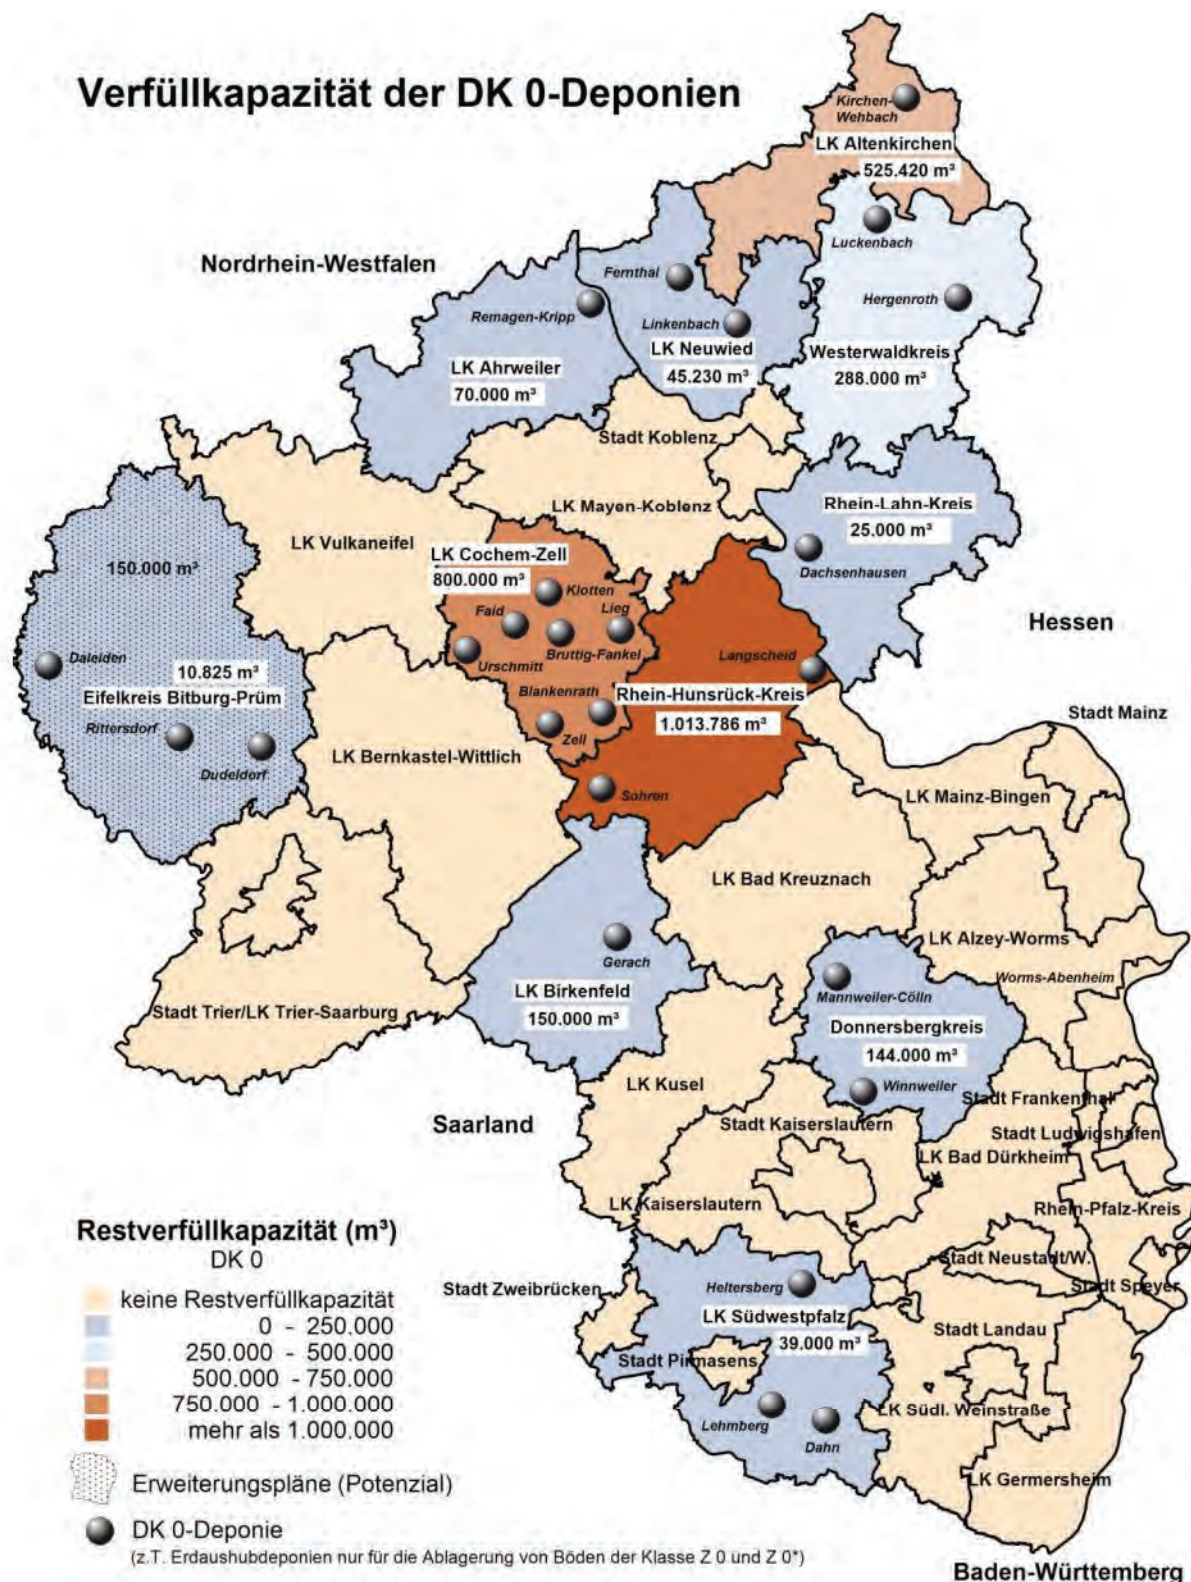 Verfüllkapazität der DK 0-Deponien
Kirchen-
Wehbach
LK Altenkirchen
525.420 m³
Luckenbach
Nordrhein-Westfalen
Fernthal
Hergenroth
Remagen-Kripp
Linkenbach
LK Neuwied
45.230 m³
Westerwaldkreis
288.000 m³
LK Ahrweiler
70.000 m³
Stadt Koblenz
LK Mayen-Koblenz
Rhein-Lahn-Kreis
25.000 m³
Dachsenhausen
LK Vulkaneifel
LK Cochem-Zell
800.000 m³
150.000 m³
Klotten
Faid
Lieg
Bruttig-Fankel
Urschmitt
Hessen
Daleiden
10.825 m³
Eifelkreis Bitburg-Prüm
Rittersdorf
Dudeldorf
Langscheid
Blankenrath
Zell
Rhein-Hunsrück-Kreis
1.013.786 m³
Stadt Mainz
LK Bernkastel-Wittlich
Sohren
LK Mainz-Bingen
LK Bad Kreuznach
Gerach
LK Birkenfeld
150.000 m³
LK Alzey-Worms
Worms-Abenheim
Mannweiler-Cölln
Donnersbergkreis
144.000 m³
Winnweiler
Stadt Trier/LK Trier-Saarburg
LK Kusel
Saarland
Stadt Kaiserslautern
Stadt Frankenthal
Stadt Ludwigshafen
LK Bad Dürkheim
LK Kaiserslautern
Rhein-Pfalz-Kreis
Stadt Neustadt/W.
Stadt Speyer
Stadt Zweibrücken
Heltersberg
LK Südwestpfalz
39.000 m³
Stadt Landau
Stadt Pirmasens
Lehmberg
Dahn
LK Südl. Weinstraße
LK Germersheim
Restverfüllkapazität (m³)
DK 0
keine Restverfüllkapazität
0 - 250.000
250.000 - 500.000
500.000 - 750.000
750.000 - 1.000.000
mehr als 1.000.000
Erweiterungspläne (Potenzial)
DK 0-Deponie
(z.T. Erdaushubdeponien nur für die Ablagerung von Böden der Klasse Z 0 und Z 0*)
Baden-Württemberg